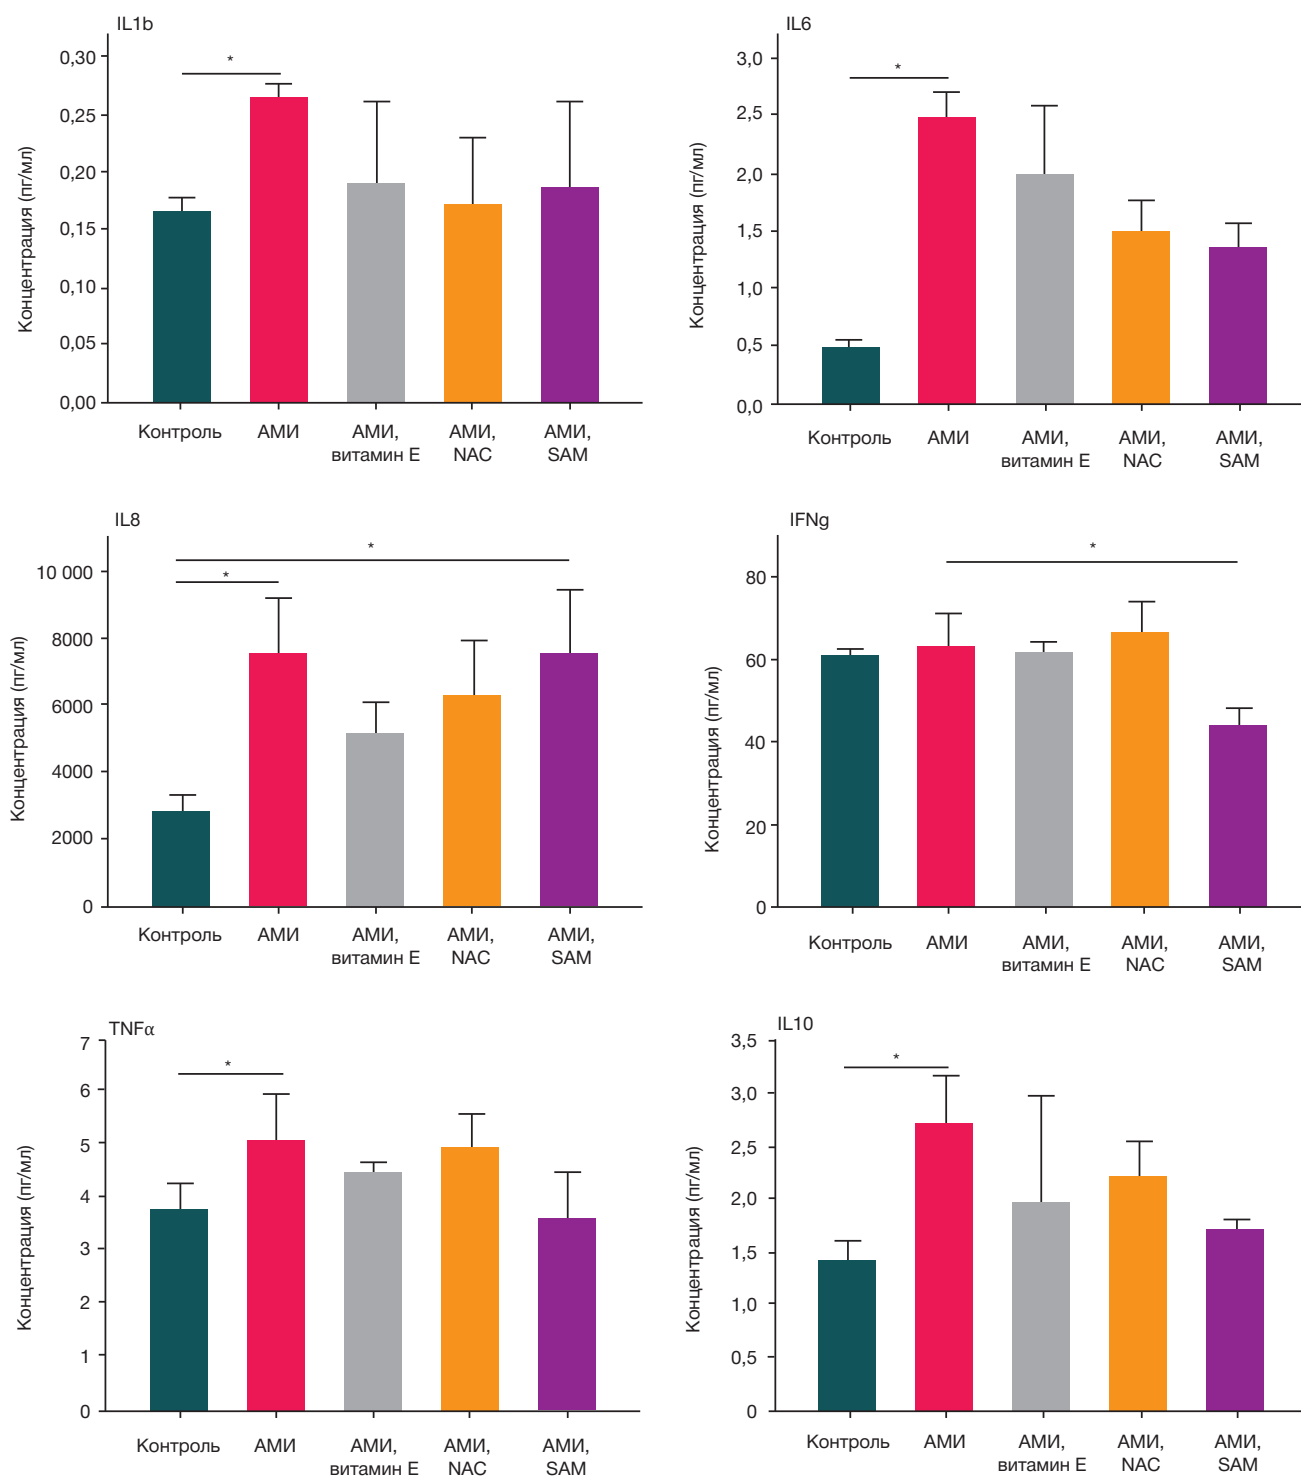 IL1b
*
0,30
0,25
0,20
0,15
0,10
0,05
0,00
Концентрация (пг/мл)
Контроль
АМИ
АМИ,
витамин Е
АМИ,
NAC
АМИ,
SAM
IL6
*
3,0
2,5
2,0
1,5
1,0
0,5
0,0
Концентрация (пг/мл)
Контроль
АМИ
АМИ,
витамин Е
АМИ,
NAC
АМИ,
SAM
IL8
*
*
10 000
8000
6000
4000
2000
0
Концентрация (пг/мл)
Контроль
АМИ
АМИ,
витамин Е
АМИ,
NAC
АМИ,
SAM
IFNg
*
80
60
40
20
0
Концентрация (пг/мл)
Контроль
АМИ
АМИ,
витамин Е
АМИ,
NAC
АМИ,
SAM
TNFα
*
7
6
5
4
3
2
1
0
Концентрация (пг/мл)
Контроль
АМИ
АМИ,
витамин Е
АМИ,
NAC
АМИ,
SAM
IL10
*
3,5
3,0
2,5
2,0
1,5
1,0
0,5
0
Концентрация (пг/мл)
Контроль
АМИ
АМИ,
витамин Е
АМИ,
NAC
АМИ,
SAM